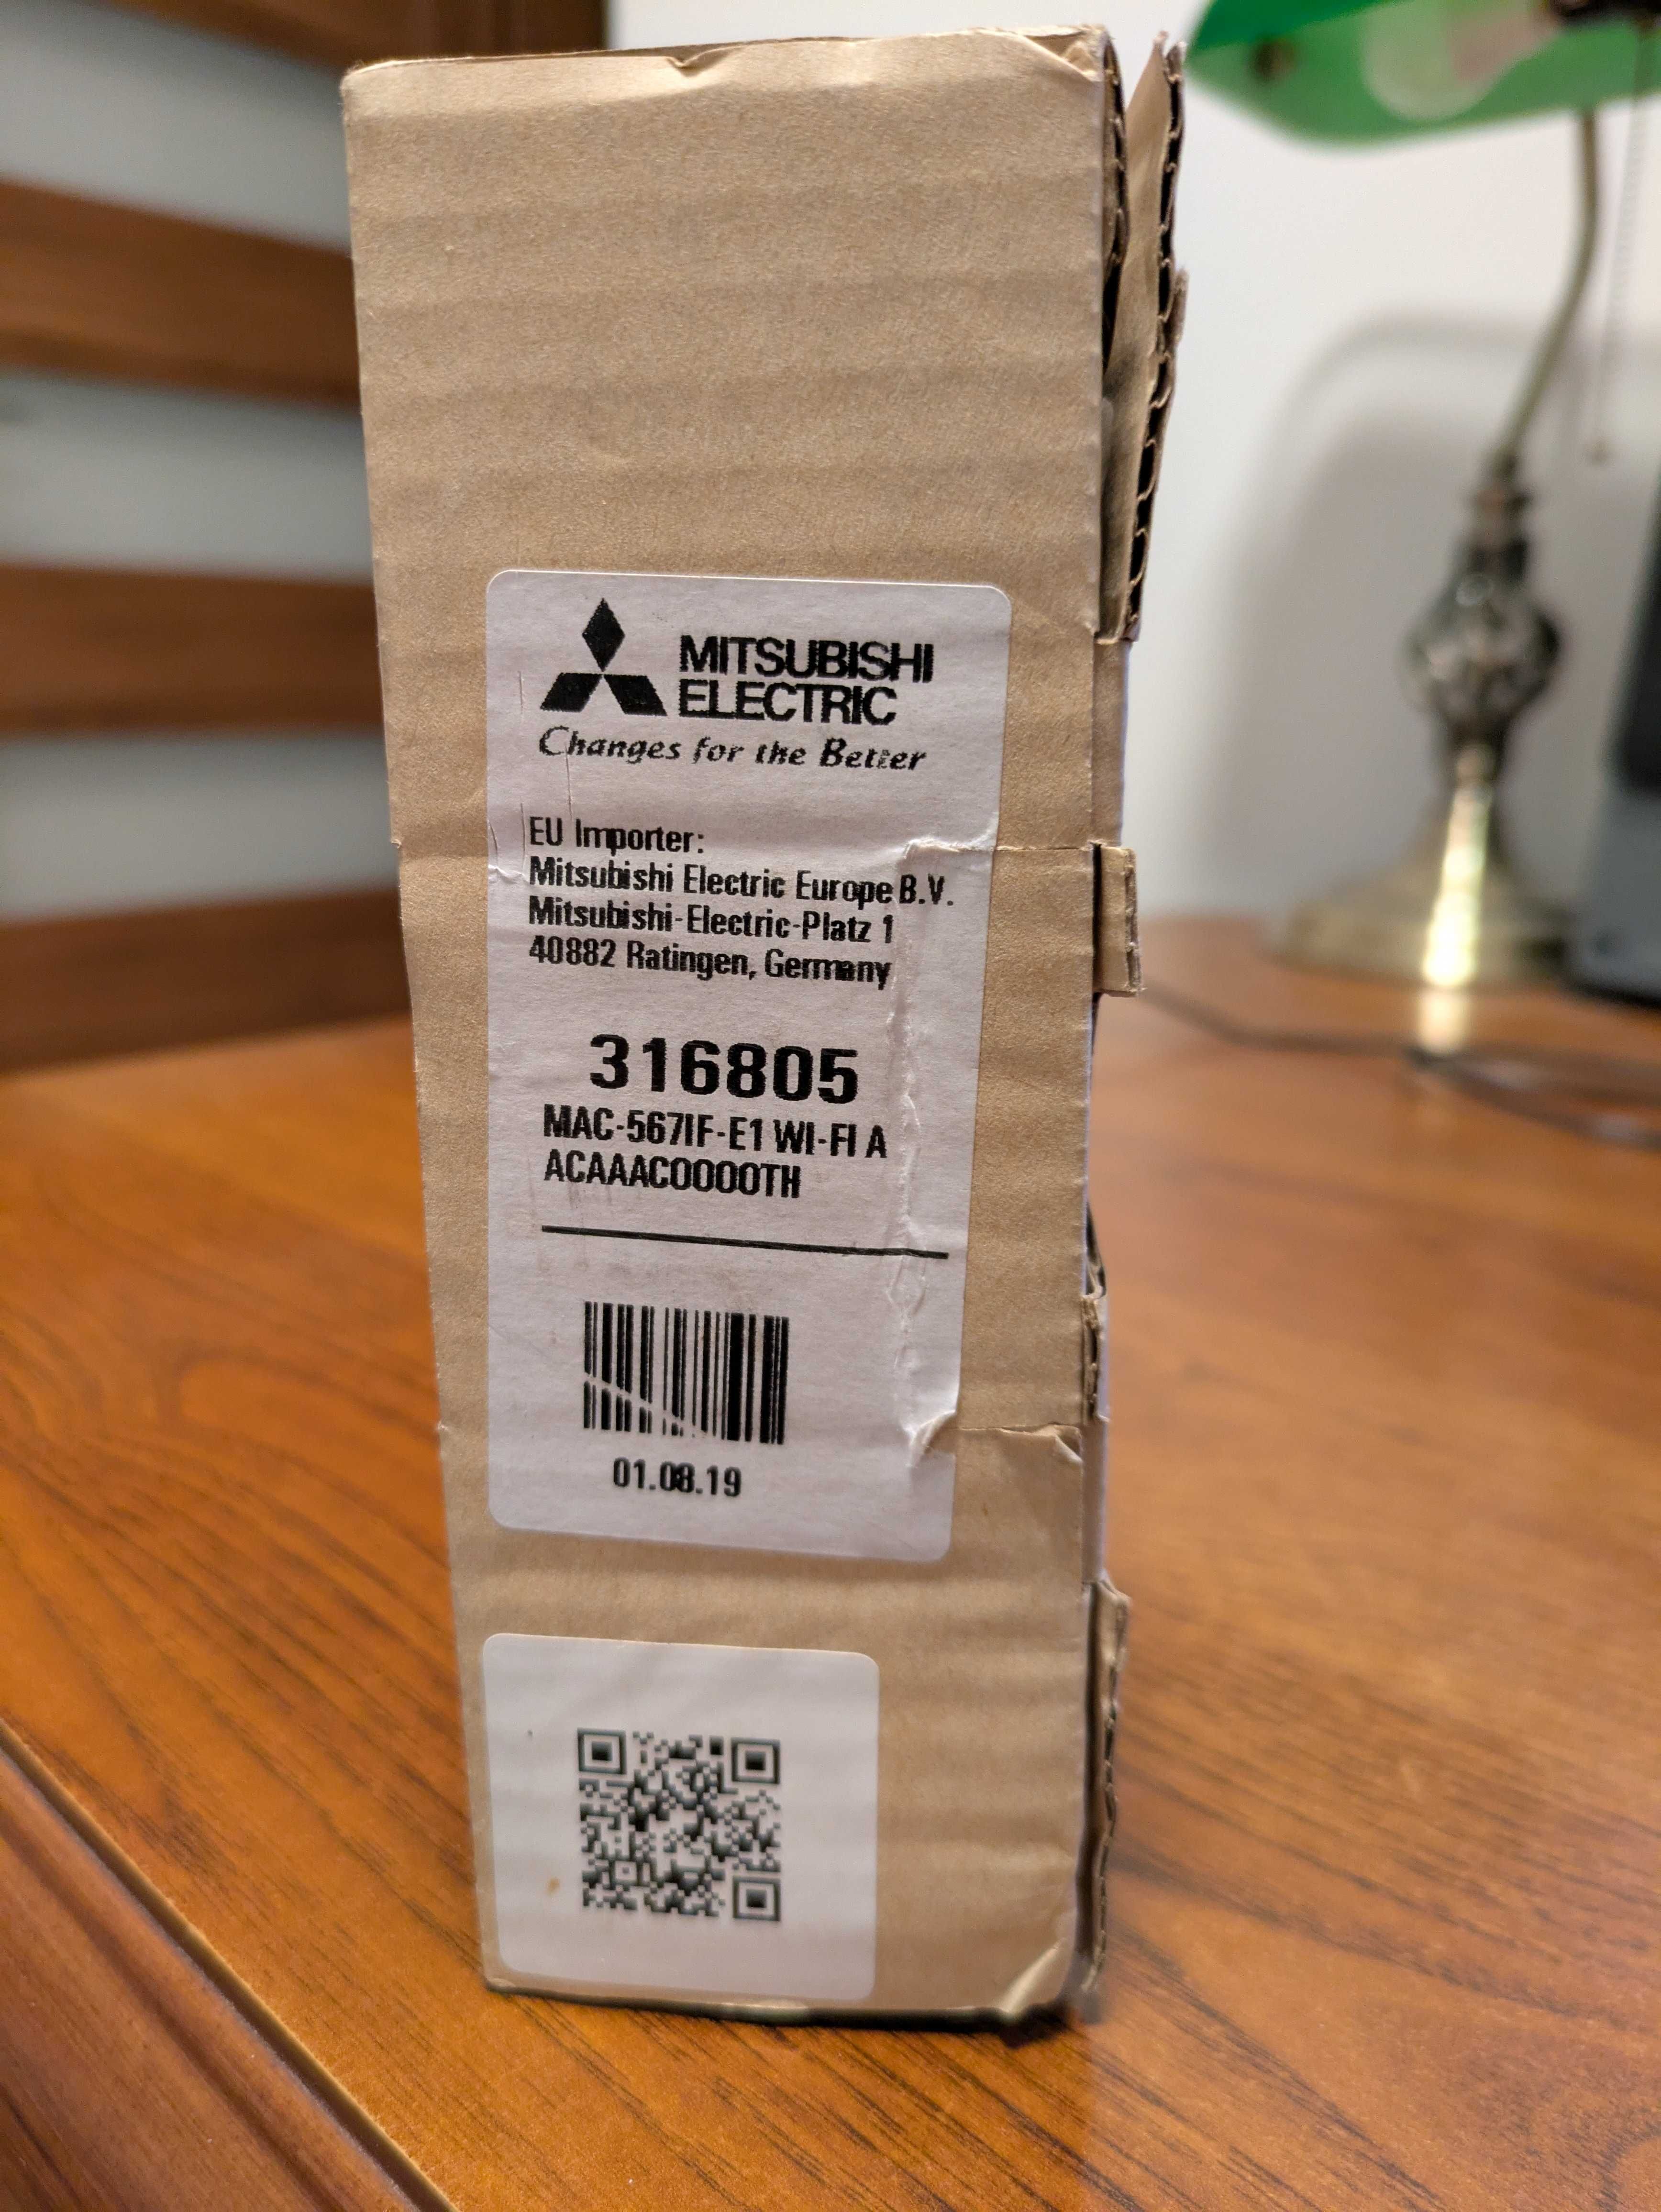 MITSUBISHI
ELECTRIC
Changes for the Better
EU Importer:
Mitsubishi Electric Europe B.V.
Mitsubishi-Electric-Platz 1
40882 Ratingen, Germany
316805
MAC-567IF-E1 WI-FI A
ACAAAC0000TH
01.08.19